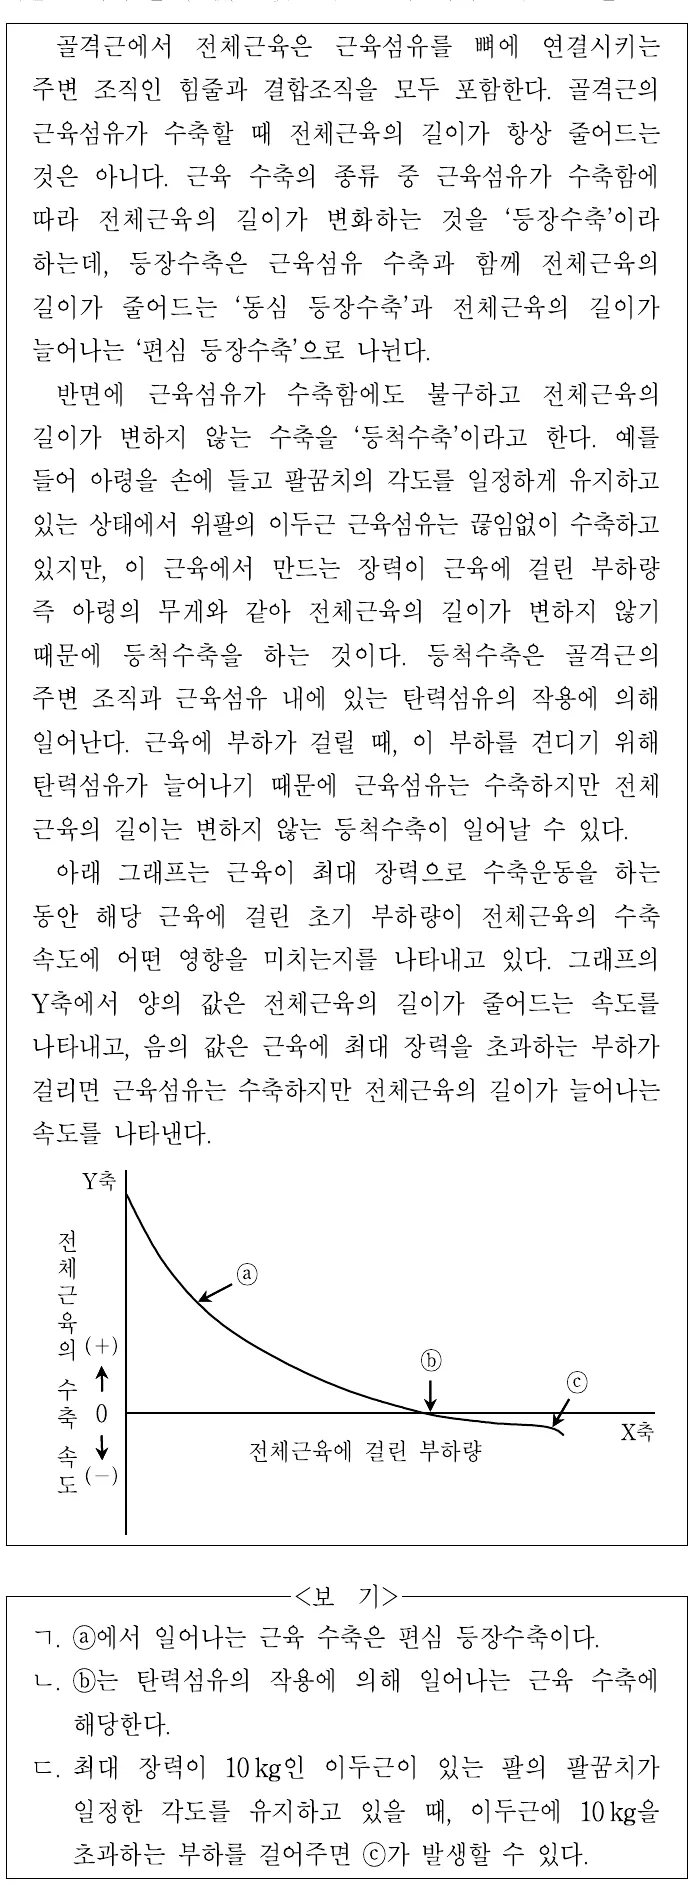 골격근에서 전체근육은 근육섬유를 뼈에 연결시키는
주변 조직인 힘줄과 결합조직을 모두 포함한다. 골격근의
근육섬유가 수축할 때 전체근육의 길이가 항상 줄어드는
것은 아니다. 근육 수축의 종류 중 근육섬유가 수축함에
따라 전체근육의 길이가 변화하는 것을 ‘등장수축’이라
하는데, 등장수축은 근육섬유 수축과 함께 전체근육의
길이가 줄어드는 ‘동심 등장수축’과 전체근육의 길이가
늘어나는 ‘편심 등장수축’으로 나뉜다.
반면에 근육섬유가 수축함에도 불구하고 전체근육의
길이가 변하지 않는 수축을 ‘등척수축’이라고 한다. 예를
들어 아령을 손에 들고 팔꿈치의 각도를 일정하게 유지하고
있는 상태에서 위팔의 이두근 근육섬유는 끊임없이 수축하고
있지만, 이 근육에서 만드는 장력이 근육에 걸린 부하량
즉 아령의 무게와 같아 전체근육의 길이가 변하지 않기
때문에 등척수축을 하는 것이다. 등척수축은 골격근의
주변 조직과 근육섬유 내에 있는 탄력섬유의 작용에 의해
일어난다. 근육에 부하가 걸릴 때, 이 부하를 견디기 위해
탄력섬유가 늘어나기 때문에 근육섬유는 수축하지만 전체
근육의 길이는 변하지 않는 등척수축이 일어날 수 있다.
아래 그래프는 근육이 최대 장력으로 수축운동을 하는
동안 해당 근육에 걸린 초기 부하량이 전체근육의 수축
속도에 어떤 영향을 미치는지를 나타내고 있다. 그래프의
Y축에서 양의 값은 전체근육의 길이가 줄어드는 속도를
나타내고, 음의 값은 근육에 최대 장력을 초과하는 부하가
걸리면 근육섬유는 수축하지만 전체근육의 길이가 늘어나는
속도를 나타낸다.
Y축
전체근육의 수축 속도
(+)
0
(−)
ⓐ
ⓑ
ⓒ
X축
전체근육에 걸린 부하량
<보 기>
ㄱ. ⓐ에서 일어나는 근육 수축은 편심 등장수축이다.
ㄴ. ⓑ는 탄력섬유의 작용에 의해 일어나는 근육 수축에
해당한다.
ㄷ. 최대 장력이 10 kg인 이두근이 있는 팔의 팔꿈치가
일정한 각도를 유지하고 있을 때, 이두근에 10 kg을
초과하는 부하를 걸어주면 ⓒ가 발생할 수 있다.